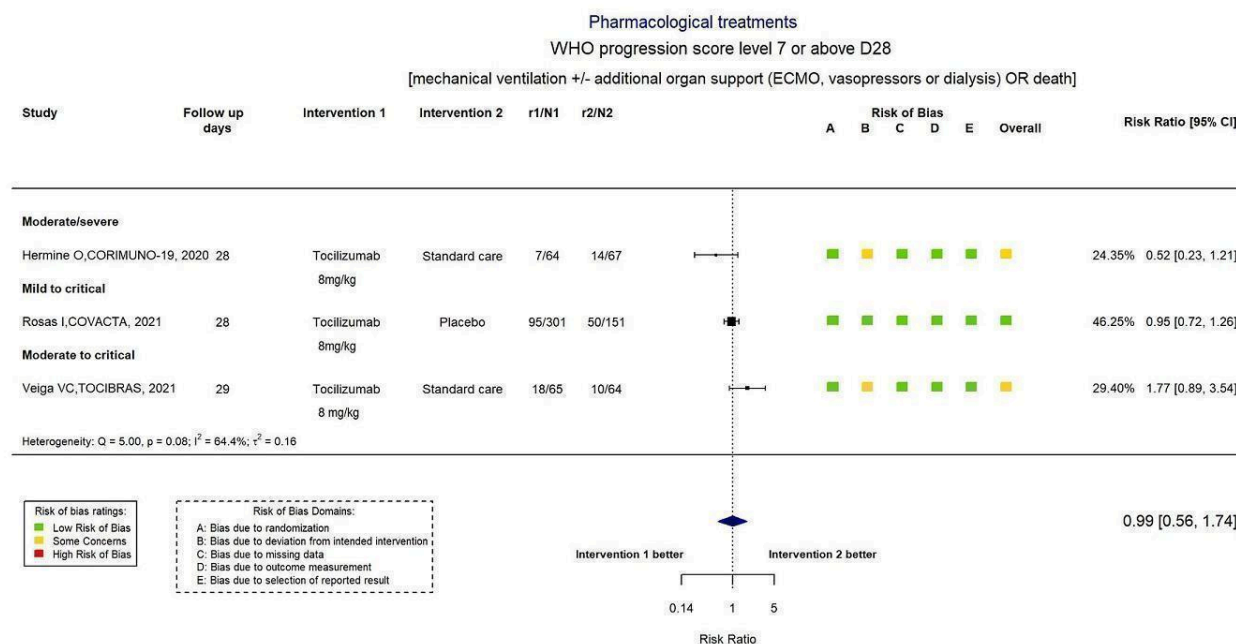 Pharmacological treatments
WHO progression score level 7 or above D28
[mechanical ventilation +/- additional organ support (ECMO, vasopressors or dialysis) OR death]
Study Follow up days Intervention 1 Intervention 2 r1/N1 r2/N2 Risk of Bias Risk Ratio [95% CI]
A B C D E Overall
Moderate/severe
Hermine O,CORIMUNO-19, 2020 28 Tocilizumab Standard care 7/64 14/67 24.35% 0.52 [0.23, 1.21]
8mg/kg
Mild to critical
Rosas I,COVACTA, 2021 28 Tocilizumab Placebo 95/301 50/151 46.25% 0.95 [0.72, 1.26]
8mg/kg
Moderate to critical
Veiga VC,TOCIBRAS, 2021 29 Tocilizumab Standard care 18/65 10/64 29.40% 1.77 [0.89, 3.54]
8 mg/kg
Heterogeneity: Q = 5.00, p = 0.08; I² = 64.4%; τ² = 0.16
Risk of bias ratings:
Low Risk of Bias
Some Concerns
High Risk of Bias
Risk of Bias Domains:
A: Bias due to randomization
B: Bias due to deviation from intended intervention
C: Bias due to missing data
D: Bias due to outcome measurement
E: Bias due to selection of reported result
0.99 [0.56, 1.74]
Intervention 1 better Intervention 2 better
0.14 1 5
Risk Ratio